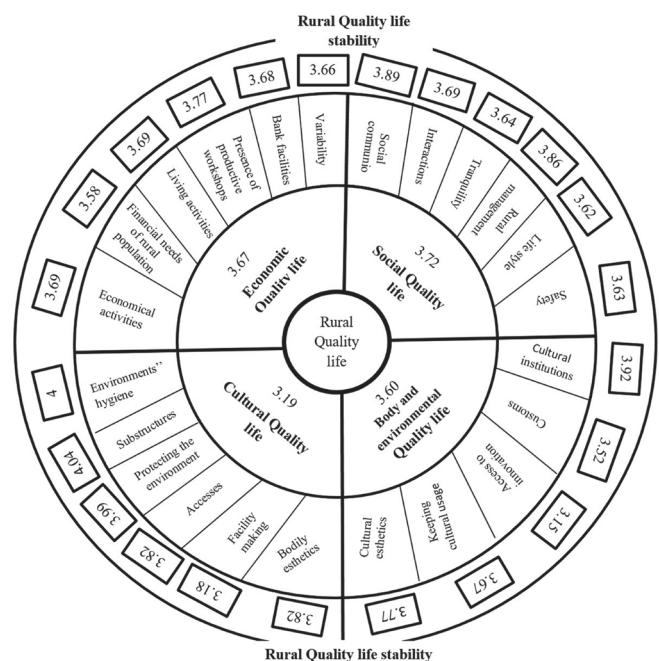 Rural Quality life
stability
3.66
3.89
3.69
3.64
3.86
3.62
3.63
3.92
3.52
3.15
3.67
3.77
3.82
3.18
3.82
3.99
4.04
4
3.69
3.58
3.69
3.77
3.68
Variability
Bank facilities
Presence of
productive
workshops
Living activities
Financial needs
of rural
population
Economical
activities
Social
communio
Interactions
Tranquility
Rural
management
Life style
Safety
3.67
Economic
Quality life
3.72
Social Quality
life
Rural
Quality
life
3.19
Cultural Quality
life
3.60
Body and
environmental
Quality life
Cultural
institutions
Customs
Access to
innovation
Keeping
cultural usage
Cultural
esthetics
Environments’’
hygiene
Substructures
Protecting the
environment
Accesses
Facility
making
Bodily
esthetics
Rural Quality life stability